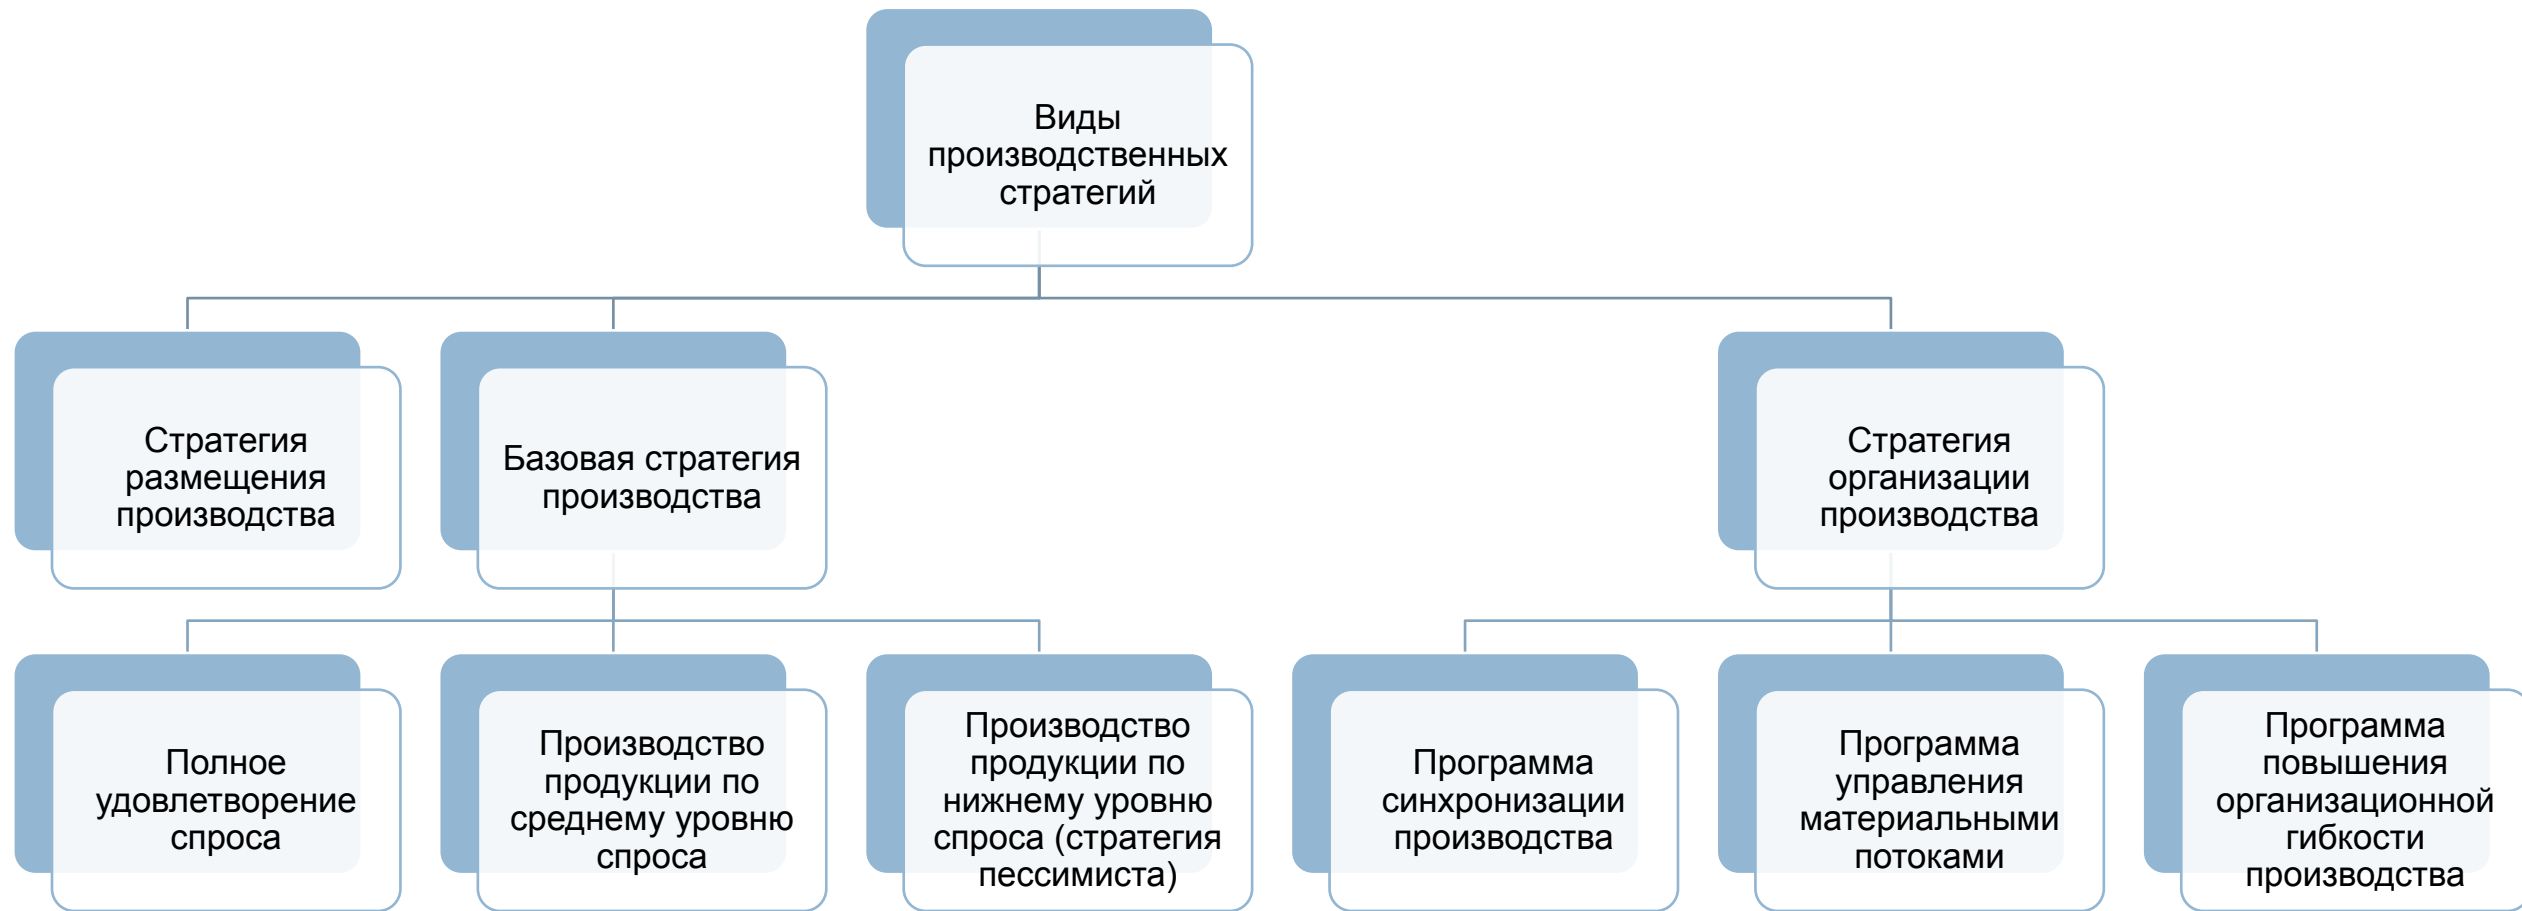 Виды
производственных
стратегий
Стратегия
размещения
производства
Базовая стратегия
производства
Стратегия
организации
производства
Полное
удовлетворение
спроса
Производство
продукции по
среднему уровню
спроса
Производство
продукции по
нижнему уровню
спроса (стратегия
пессимиста)
Программа
синхронизации
производства
Программа
управления
материальными
потоками
Программа
повышения
организационной
гибкости
производства